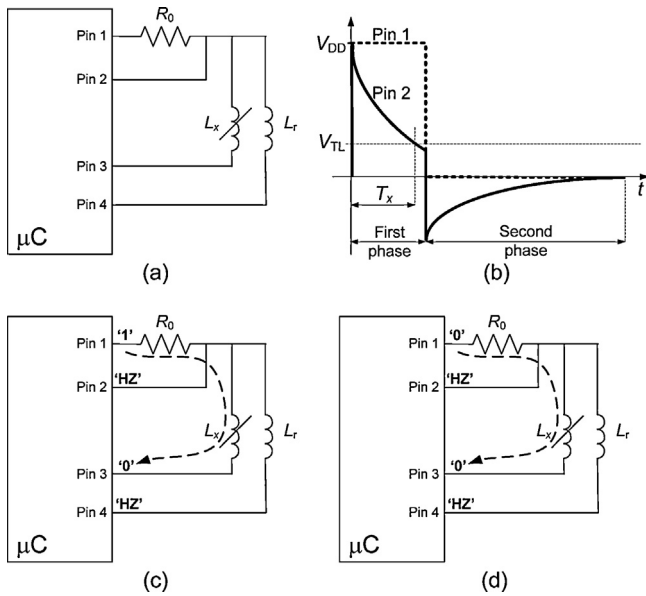 Pin 1
R₀
Pin 2
Lₓ
Lᵣ
Pin 3
Pin 4
µC
(a)
V_DD
Pin 1
Pin 2
V_TL
Tₓ
t
First phase
Second phase
(b)
Pin 1
'1'
R₀
Pin 2
'HZ'
Lₓ
Lᵣ
Pin 3
'0'
Pin 4
'HZ'
µC
(c)
Pin 1
'0'
R₀
Pin 2
'HZ'
Lₓ
Lᵣ
Pin 3
'0'
Pin 4
'HZ'
µC
(d)